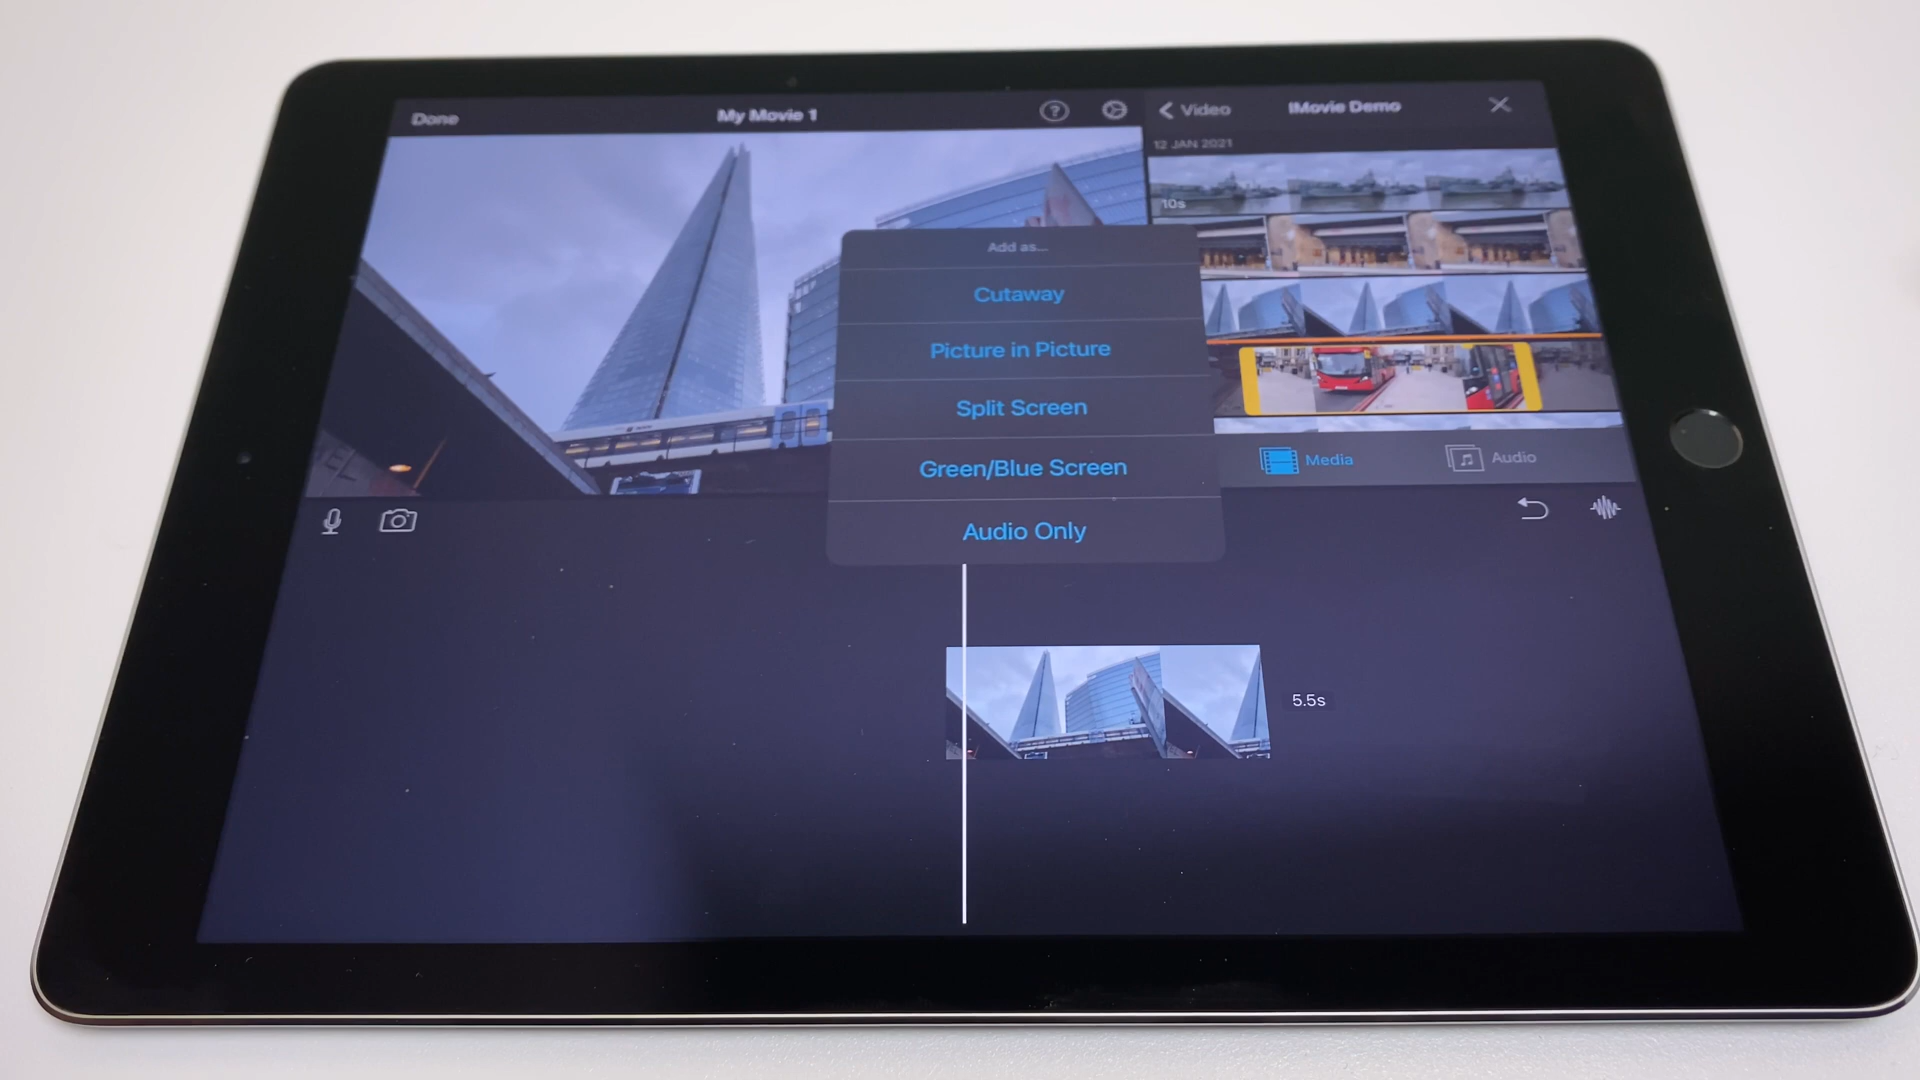 Done
My Movie 1
?
Video
iMovie Demo
12 JAN 2021
10s
Add as...
Cutaway
Picture in Picture
Split Screen
Green/Blue Screen
Audio Only
Media
Audio
5.5s